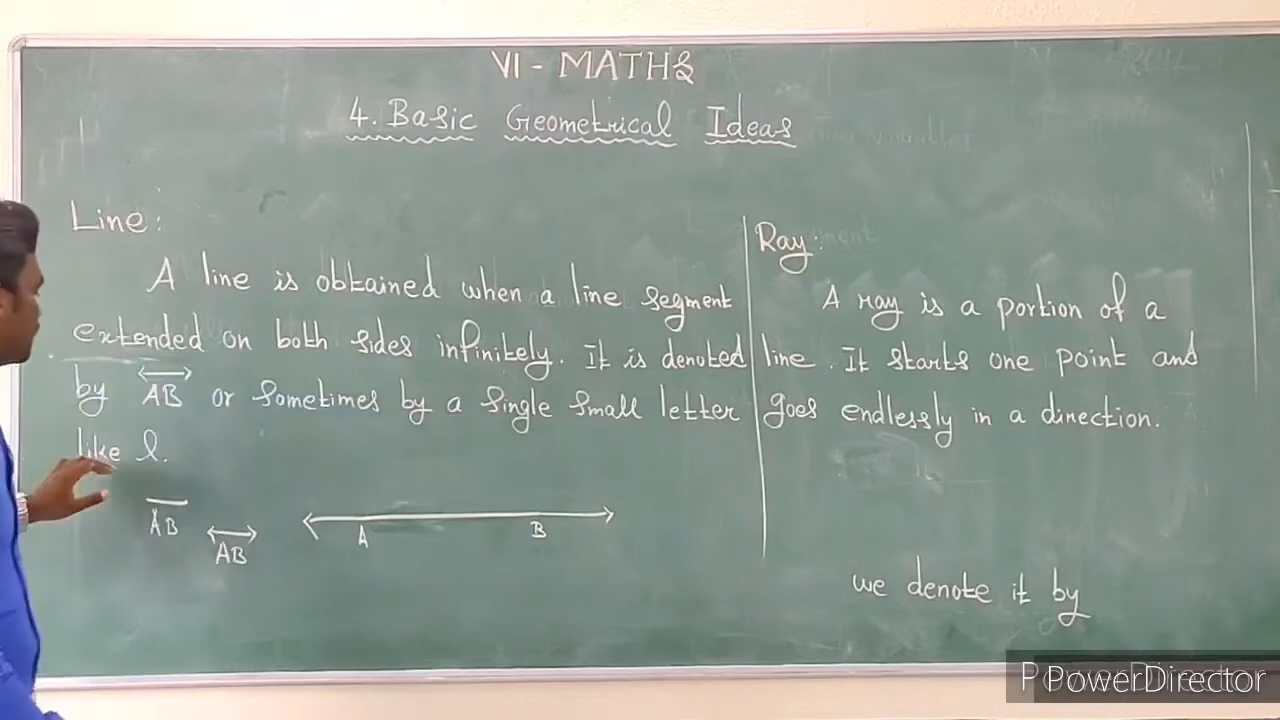 VI - MATHS
4. Basic Geometrical Ideas
Line:
A line is obtained when a line segment
extended on both sides infinitely. It is denoted
by AB or sometimes by a single small letter
like l.
AB
AB
A B
Ray:
A ray is a portion of a
line. It starts one point and
goes endlessly in a direction.
we denote it by
PowerDirector